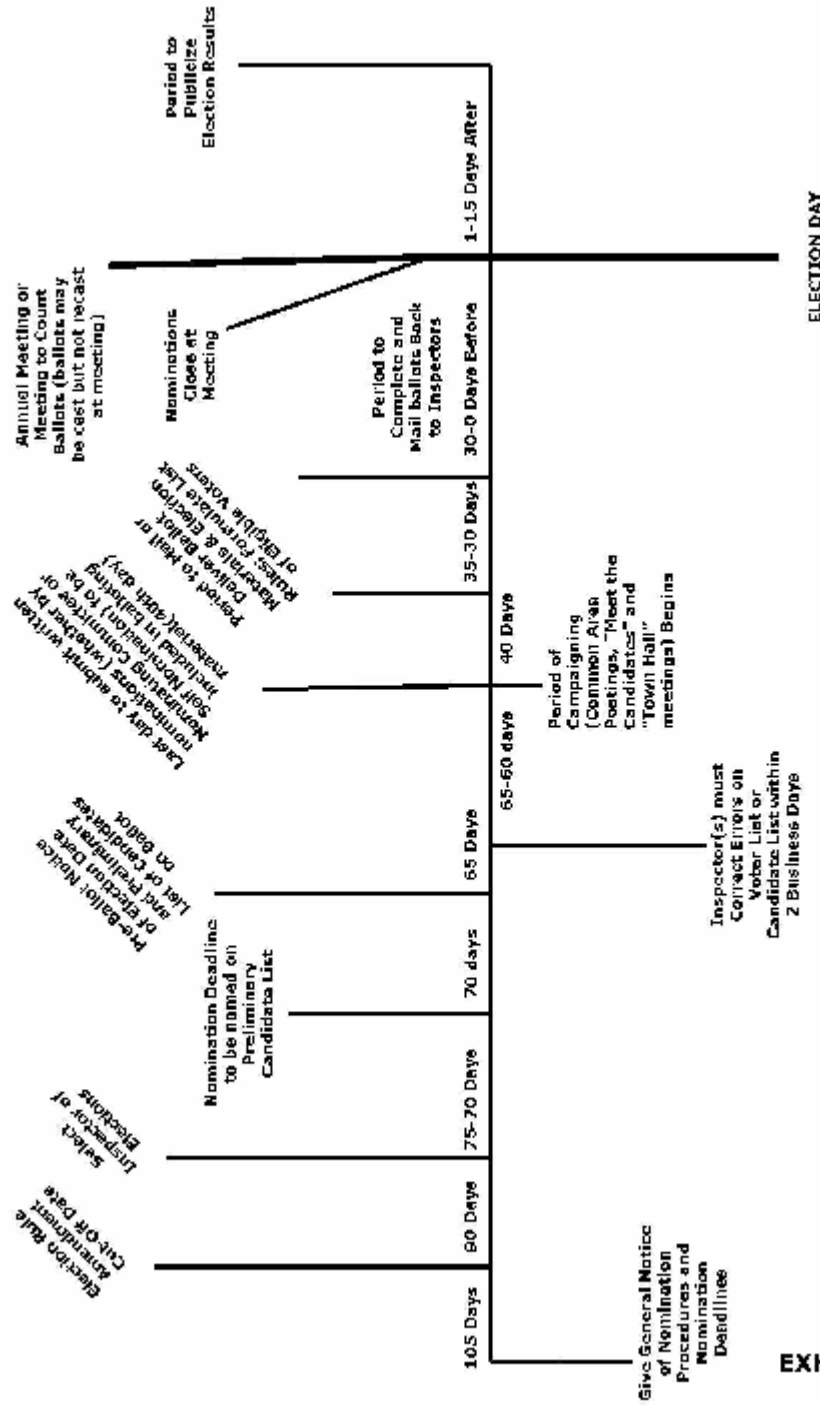 Election Rule
Amendment
Cut-Off Date
Select
Inspector of
Elections
Nomination Deadline
to be named on
Preliminary
Candidate List
Pre-Ballot Notice
of Election Date
and Preliminary
List of Candidates
on Ballot
Last day to submit written
nominations (whether by
Nominating Committee or
Self Nomination) to be
included in balloting
material(40th day)
Period to Mail or
Deliver Ballot
Materials & Election
Rules; Formulate List
of Eligible Voters
Annual Meeting or
Meeting to Count
Ballots (ballots may
be cast but not recast
at meeting)
Nominations
Close at
Meeting
Period to
Complete and
Mail ballots Back
to Inspectors
Period to
Publicize
Election Results
105 Days
90 Days
75-70 Days
70 days
65 Days
65-60 days
40 Days
35-30 Days
30-0 Days Before
1-15 Days After
Give General Notice
of Nomination
Procedures and
Nomination
Deadlines
Inspector(s) must
Correct Errors on
Voter List or
Candidate List within
2 Business Days
Period of
Campaigning
(Common Area
Postings, "Meet the
Candidates" and
"Town Hall"
meetings) Begins
ELECTION DAY
EXH